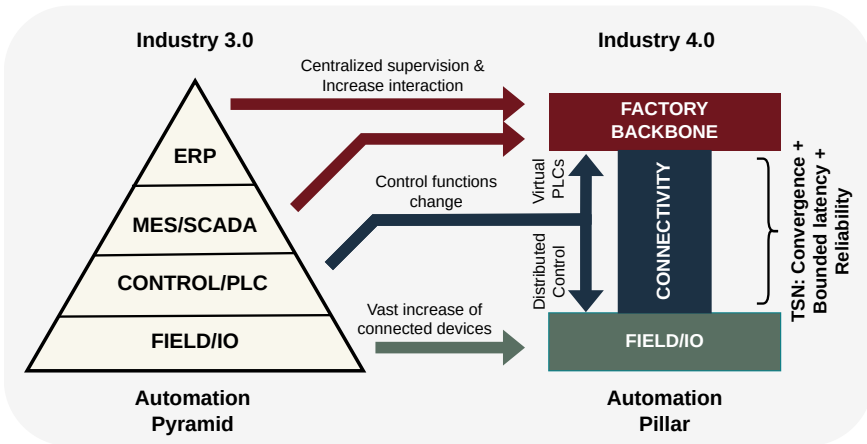 Industry 3.0
Industry 4.0
Centralized supervision &
Increase interaction
ERP
MES/SCADA
CONTROL/PLC
FIELD/IO
Control functions
change
Vast increase of
connected devices
FACTORY
BACKBONE
Virtual
PLCs
Distributed
Control
CONNECTIVITY
FIELD/IO
TSN: Convergence +
Bounded latency +
Reliability
Automation
Pyramid
Automation
Pillar